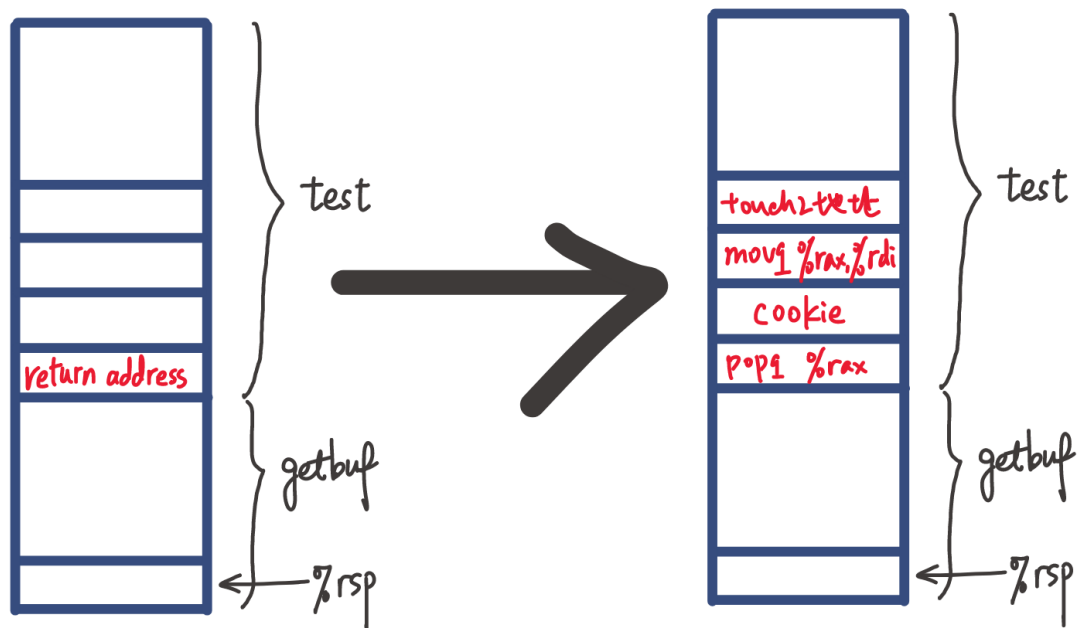 test
return address
getbuf
%rsp
touch2
movq %rax,%rdi
cookie
popq %rax
test
getbuf
%rsp